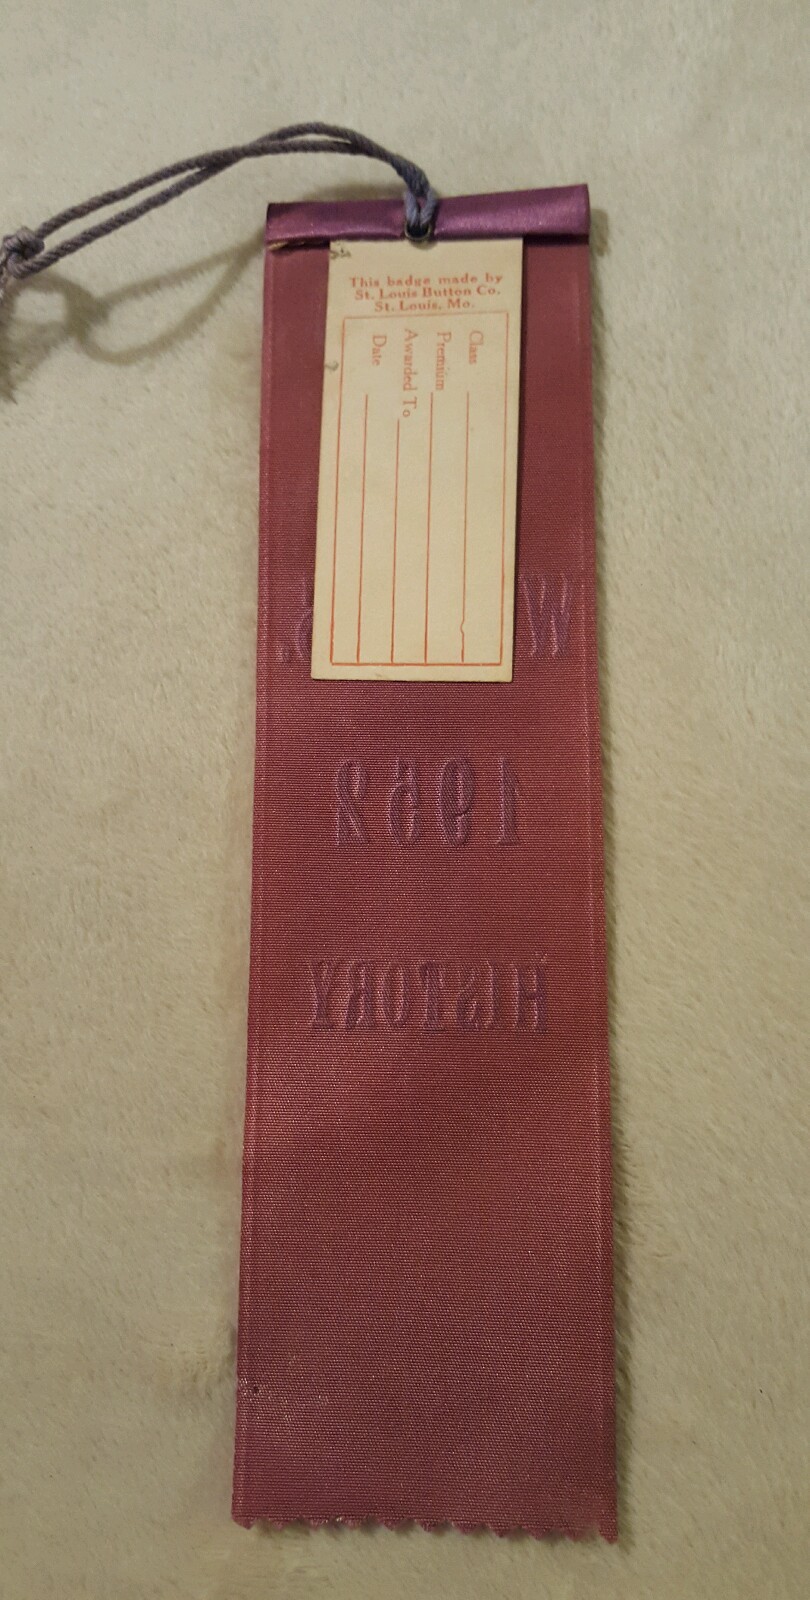 This badge made by
St. Louis Button Co.
St. Louis, Mo.
Class
Premium
Awarded To
Date
W
1952
HISTORY